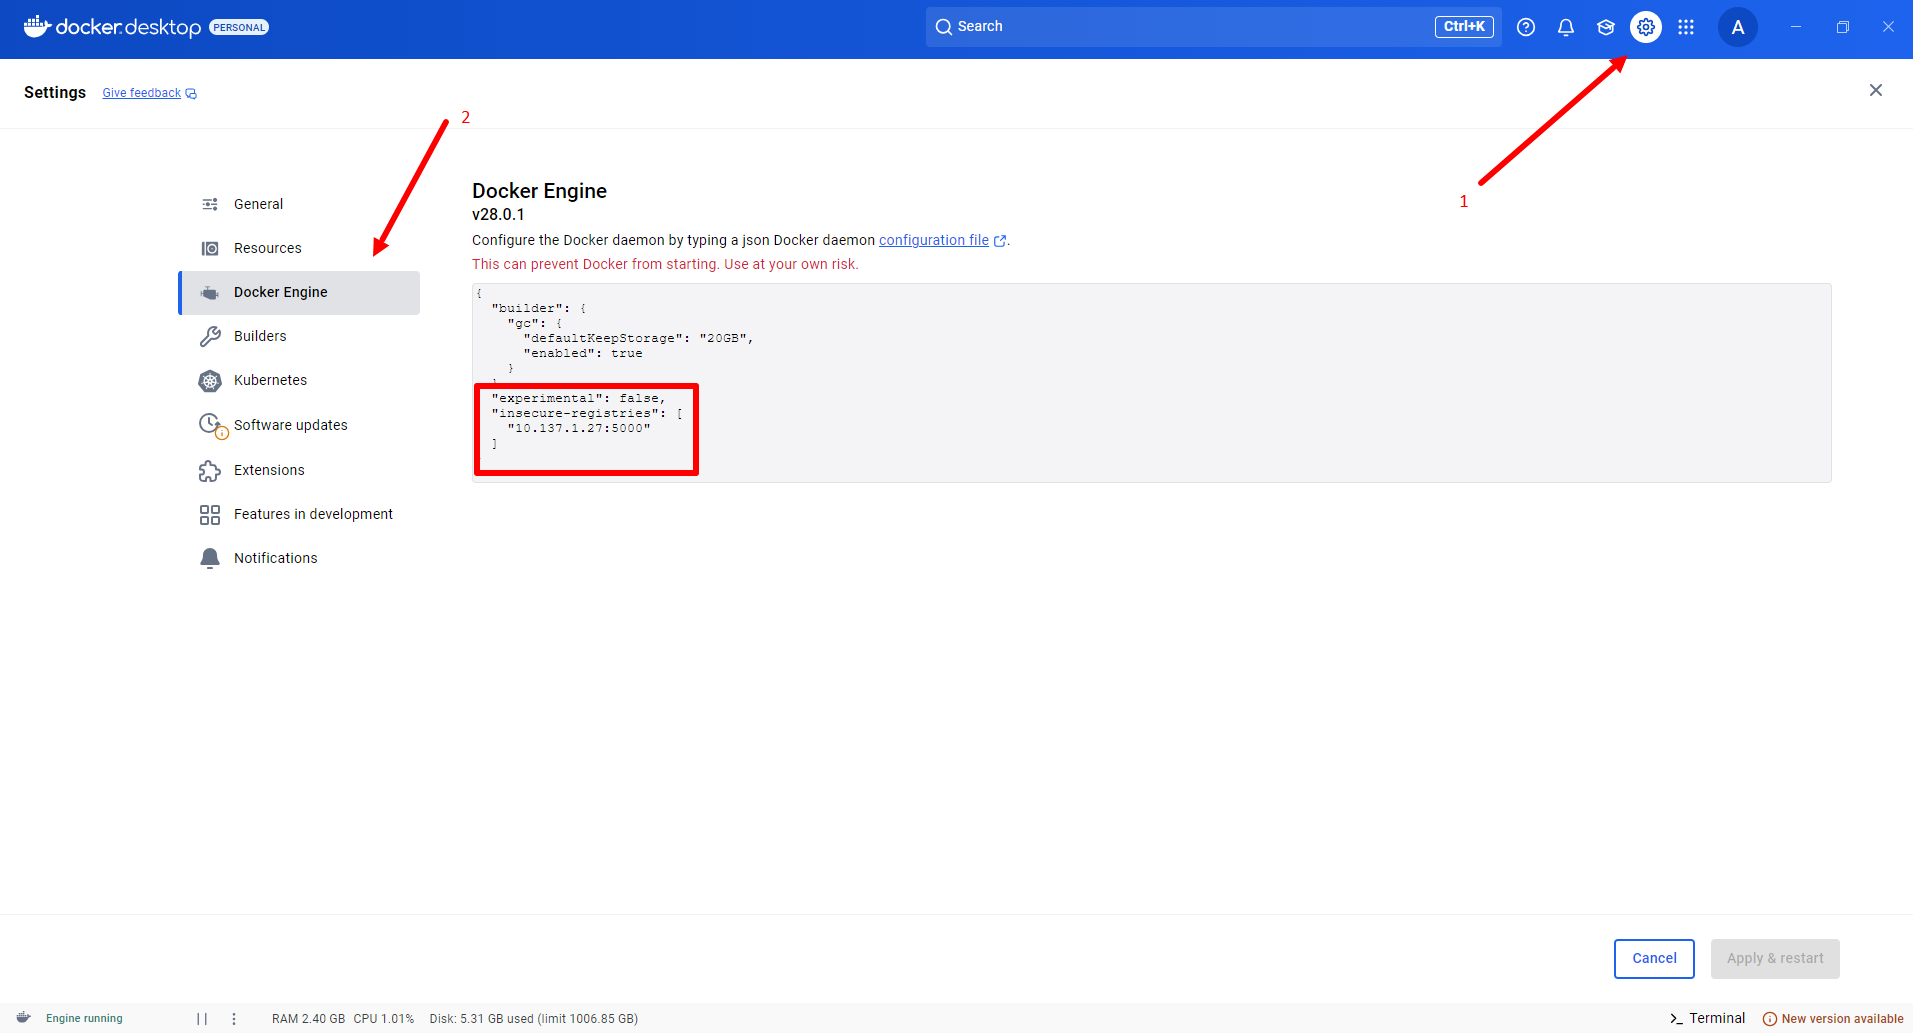 docker.desktop PERSONAL
Search
Ctrl+K
A
Settings
Give feedback
2
1
General
Resources
Docker Engine
Builders
Kubernetes
Software updates
Extensions
Features in development
Notifications
Docker Engine
v28.0.1
Configure the Docker daemon by typing a json Docker daemon configuration file.
This can prevent Docker from starting. Use at your own risk.
{
"builder": {
"gc": {
"defaultKeepStorage": "20GB",
"enabled": true
}
"experimental": false,
"insecure-registries": [
"10.137.1.27:5000"
]
Cancel
Apply & restart
Engine running
RAM 2.40 GB CPU 1.01% Disk: 5.31 GB used (limit 1006.85 GB)
Terminal
New version available